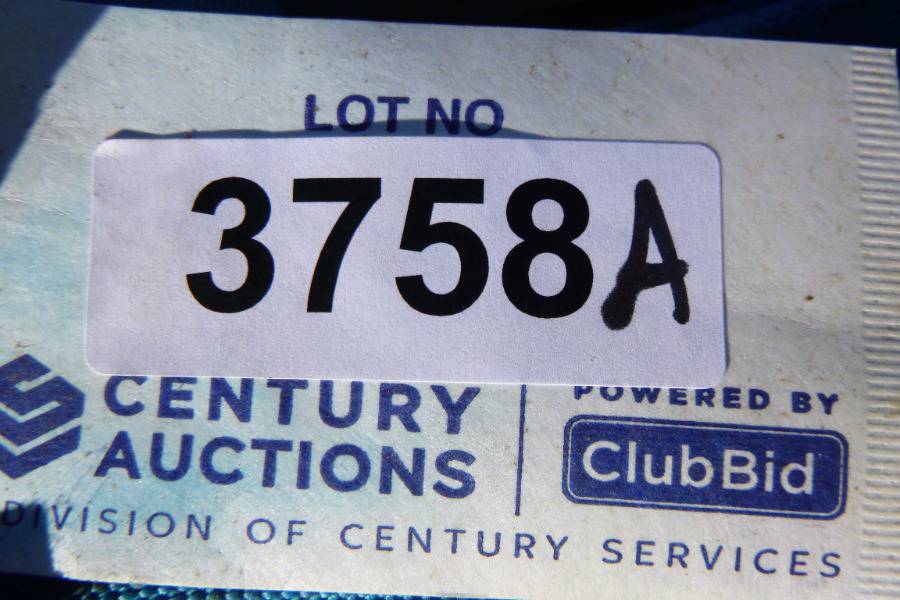 LOT NO
3758A
CENTURY
AUCTIONS
DIVISION OF CENTURY SERVICES
POWERED BY
ClubBid